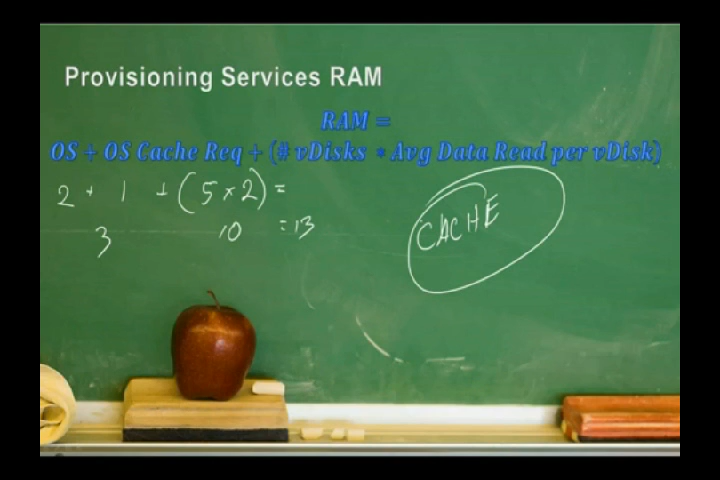 Provisioning Services RAM
RAM =
OS + OS Cache Req + (# vDisks * Avg Data Read per vDisk)
2 + 1 + (5 x 2) =
3 10 = 13
CACHE